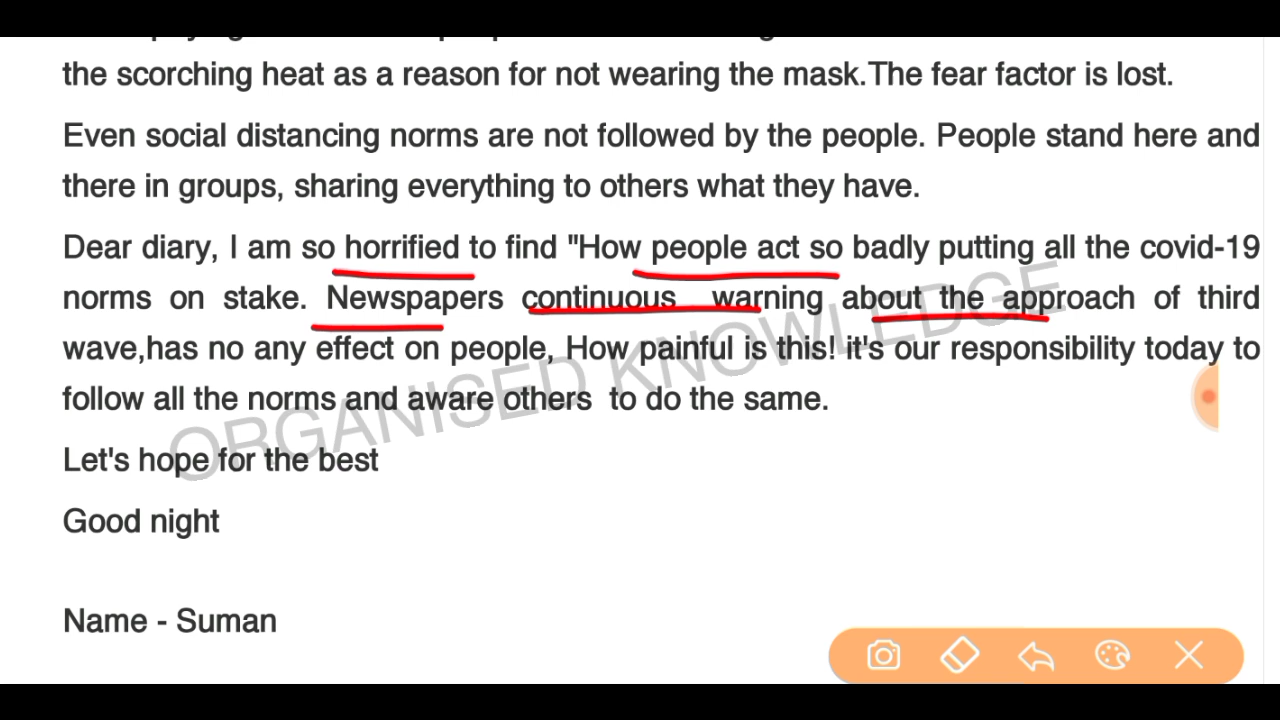 the scorching heat as a reason for not wearing the mask.The fear factor is lost.
Even social distancing norms are not followed by the people. People stand here and
there in groups, sharing everything to others what they have.
Dear diary, I am so horrified to find "How people act so badly putting all the covid-19
norms on stake. Newspapers continuous warning about the approach of third
wave,has no any effect on people, How painful is this! it's our responsibility today to
follow all the norms and aware others to do the same.
ORGANISED KNOWLEDGE
Let's hope for the best
Good night
Name - Suman